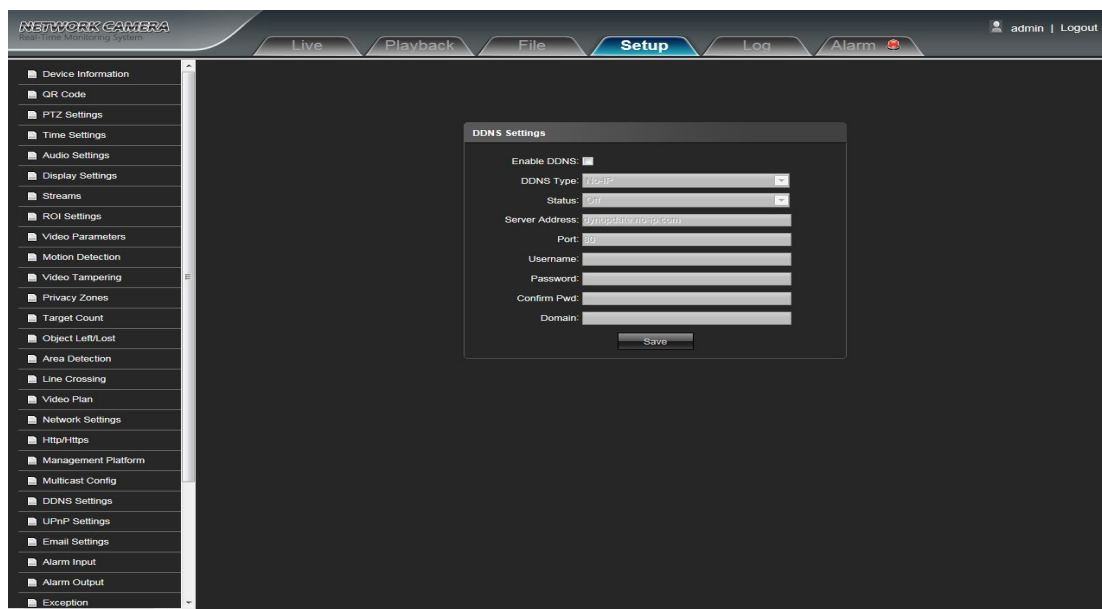 NETWORK CAMERA
Real-Time Monitoring System
Live
Playback
File
Setup
Log
Alarm
admin | Logout
Device Information
QR Code
PTZ Settings
Time Settings
Audio Settings
Display Settings
Streams
ROI Settings
Video Parameters
Motion Detection
Video Tampering
Privacy Zones
Target Count
Object Left/Lost
Area Detection
Line Crossing
Video Plan
Network Settings
Http/Https
Management Platform
Multicast Config
DDNS Settings
UPnP Settings
Email Settings
Alarm Input
Alarm Output
Exception
DDNS Settings
Enable DDNS:
DDNS Type: No-IP
Status: Off
Server Address: dynupdate.no-ip.com
Port: 80
Username:
Password:
Confirm Pwd:
Domain:
Save